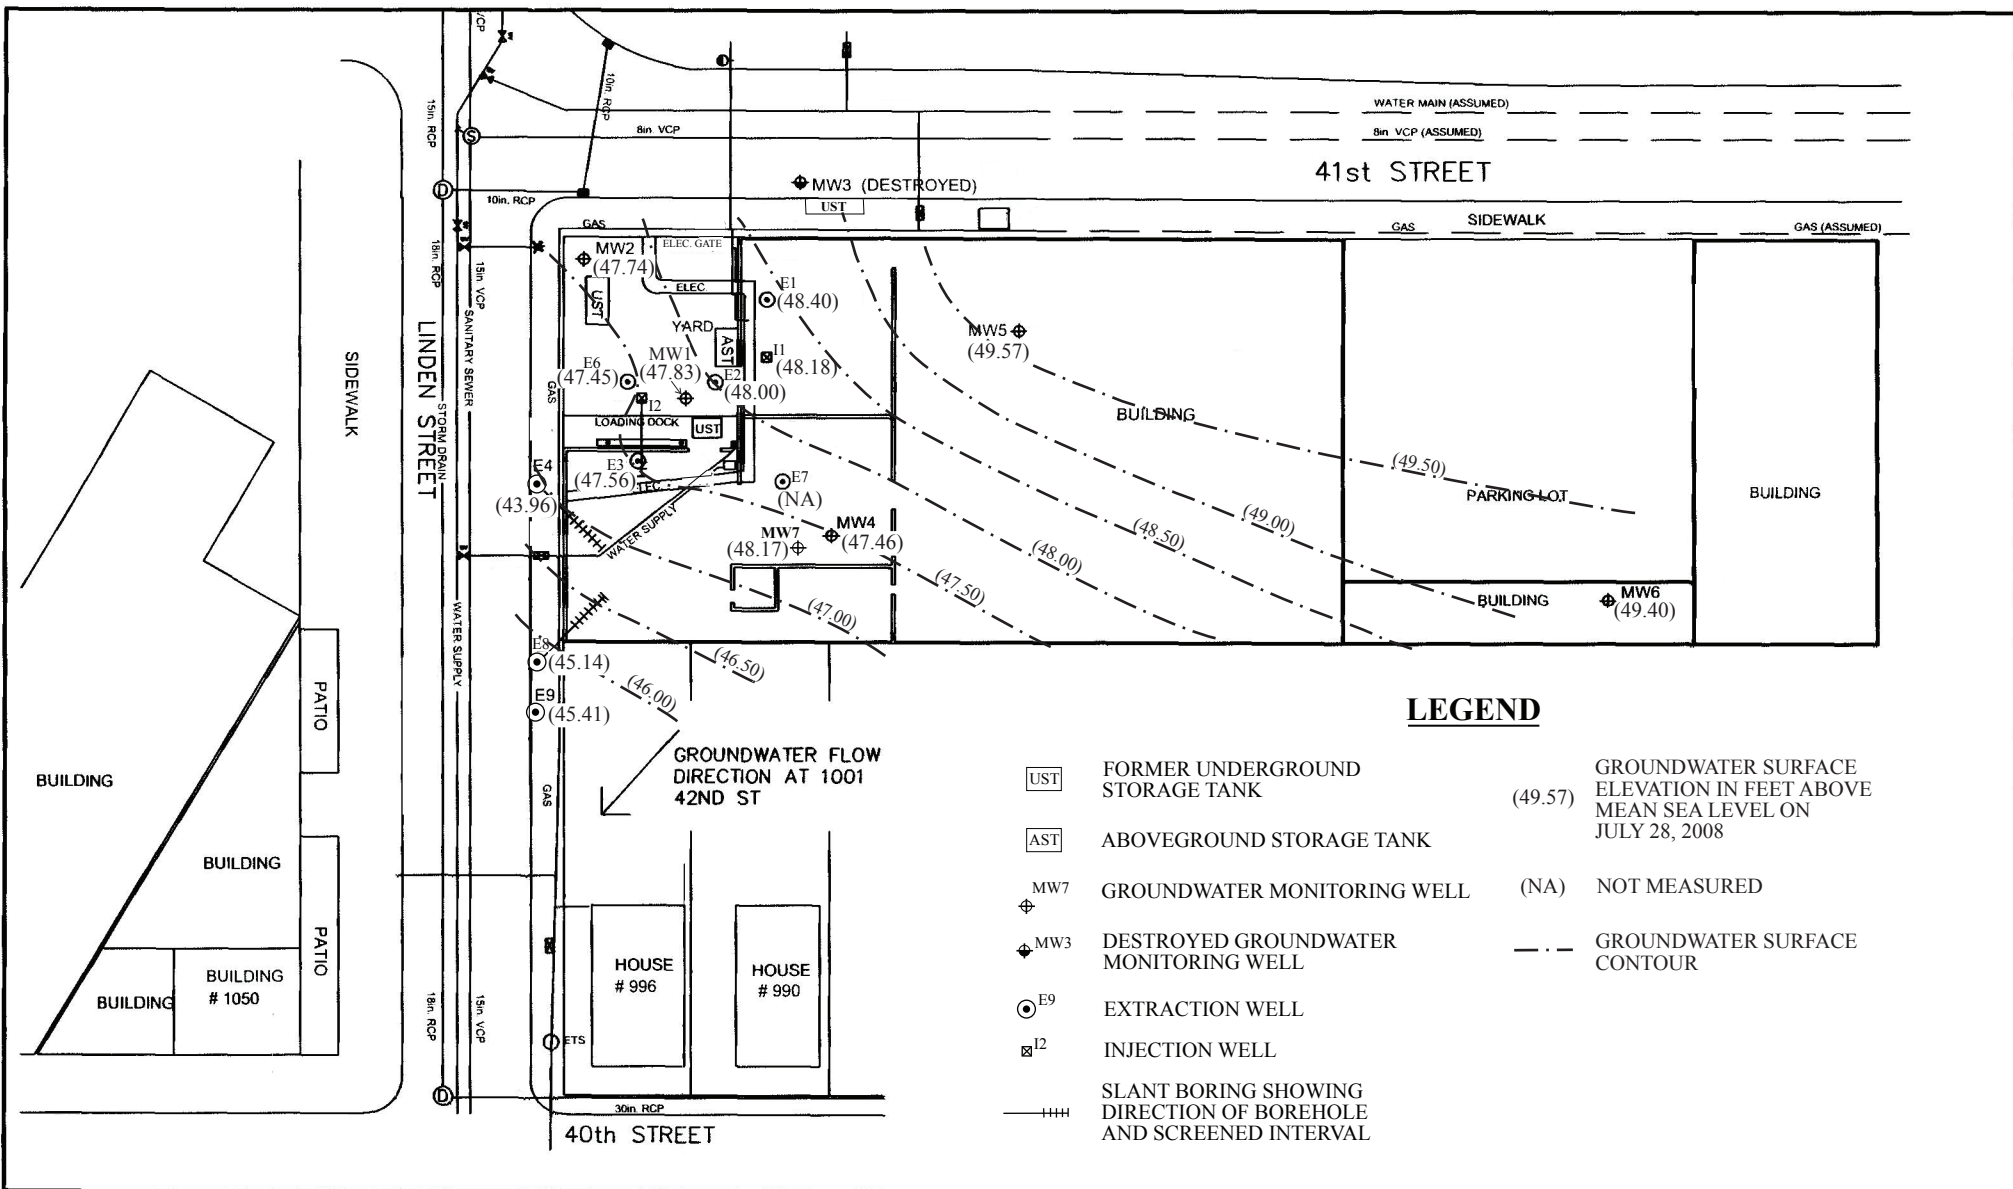 /CP
15in. RCP
10in. RCP
8in. VCP
WATER MAIN (ASSUMED)
8in VCP (ASSUMED)
41st STREET
MW3 (DESTROYED)
UST
10in. RCP
GAS
SIDEWALK
GAS
GAS (ASSUMED)
18in. RCP
15in. VCP
SANITARY SEWER
STORM DRAIN
LINDEN STREET
SIDEWALK
WATER SUPPLY
MW2
(47.74)
ELEC. GATE
ELEC.
UST
YARD
AST
E1
(48.40)
I1
(48.18)
MW5
(49.57)
E6
(47.45)
MW1
(47.83)
E2
(48.00)
I2
GAS
LOADING DOCK
UST
BUILDING
E4
(43.96)
E3
(47.56)
TEC
E7
(NA)
WATER SUPPLY
MW7
(48.17)
MW4
(47.46)
(49.50)
PARKING LOT
BUILDING
(49.00)
(48.50)
(48.00)
(47.50)
(47.00)
(46.50)
(46.00)
BUILDING
MW6
(49.40)
E8
(45.14)
E9
(45.41)
GROUNDWATER FLOW
DIRECTION AT 1001
42ND ST
GAS
PATIO
BUILDING
BUILDING
PATIO
BUILDING
BUILDING
# 1050
HOUSE
# 996
HOUSE
# 990
18in. RCP
15in. VCP
ETS
30in. RCP
40th STREET
LEGEND
UST
FORMER UNDERGROUND
STORAGE TANK
AST
ABOVEGROUND STORAGE TANK
MW7
GROUNDWATER MONITORING WELL
MW3
DESTROYED GROUNDWATER
MONITORING WELL
E9
EXTRACTION WELL
I2
INJECTION WELL
SLANT BORING SHOWING
DIRECTION OF BOREHOLE
AND SCREENED INTERVAL
(49.57)
GROUNDWATER SURFACE
ELEVATION IN FEET ABOVE
MEAN SEA LEVEL ON
JULY 28, 2008
(NA)
NOT MEASURED
GROUNDWATER SURFACE
CONTOUR